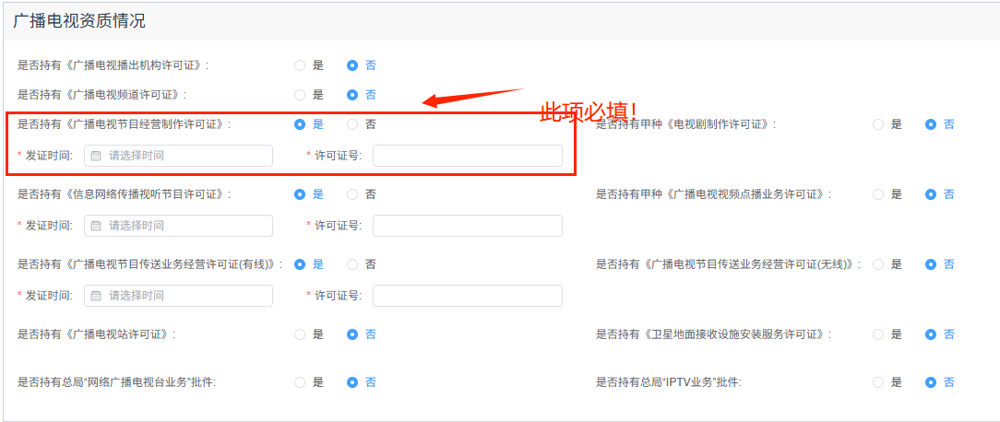 广播电视资质情况
是否持有《广播电视播出机构许可证》: 是 否
是否持有《广播电视频道许可证》: 是 否
此项必填!
是否持有《广播电视节目经营制作许可证》: 是 否 是否持有甲种《电视剧制作许可证》: 是 否
* 发证时间: 请选择时间 * 许可证号:
是否持有《信息网络传播视听节目许可证》: 是 否 是否持有甲种《广播电视视频点播业务许可证》: 是 否
* 发证时间: 请选择时间 * 许可证号:
是否持有《广播电视节目传送业务经营许可证(有线)》: 是 否 是否持有《广播电视节目传送业务经营许可证(无线)》: 是 否
* 发证时间: 请选择时间 * 许可证号:
是否持有《广播电视站许可证》: 是 否 是否持有《卫星地面接收设施安装服务许可证》: 是 否
是否持有总局“网络广播电视台业务”批件: 是 否 是否持有总局“IPTV业务”批件: 是 否